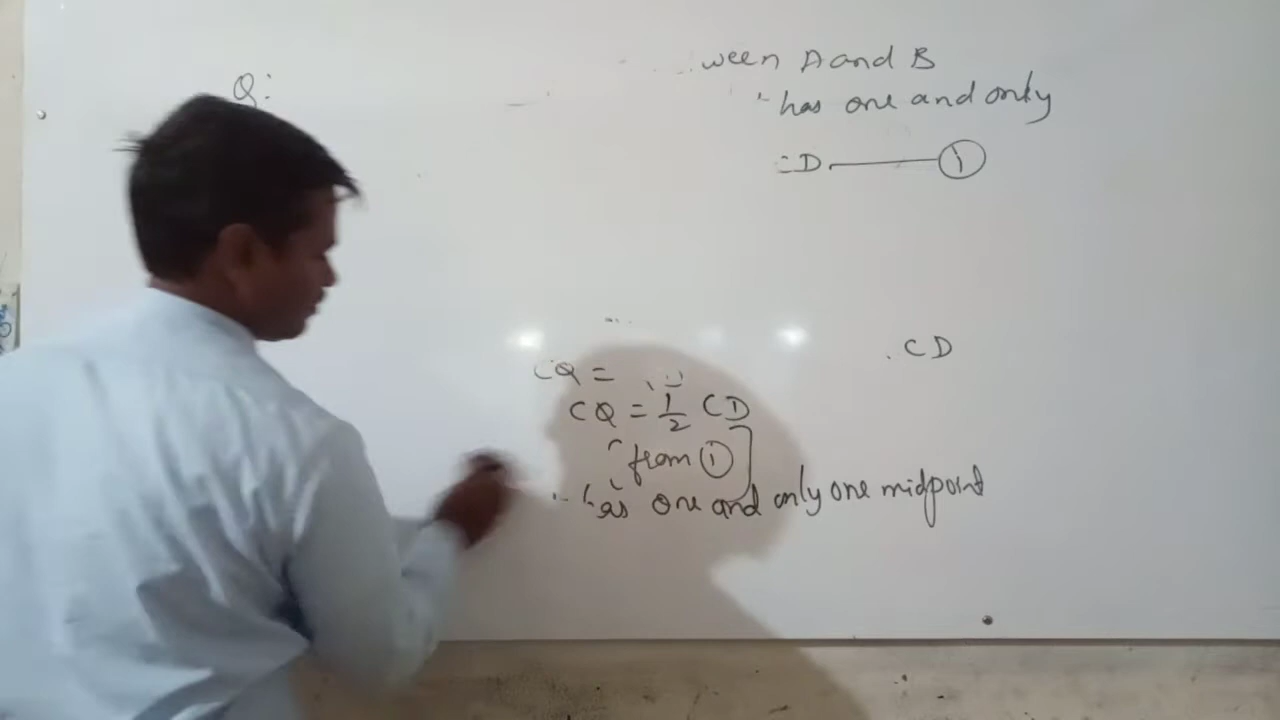 Q:
ween A and B
has one and only
CD ——— ①
CD
CQ =
CQ = 1/2 CD
from ①
one and only one midpoint